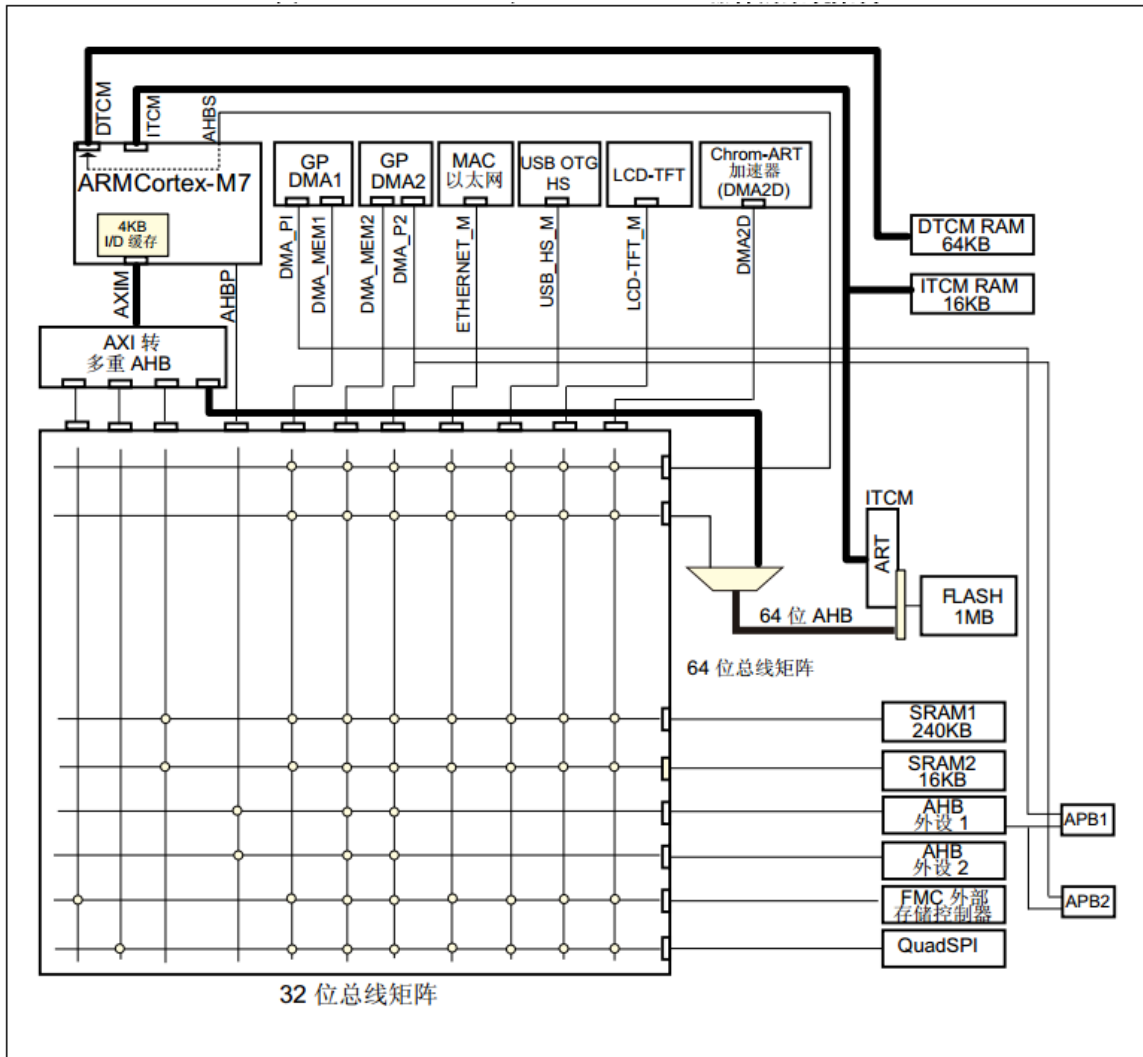 DTCM
ITCM
AHBS
ARMCortex-M7
4KB
I/D 缓存
AXIM
AHBP
GP
DMA1
GP
DMA2
MAC
以太网
USB OTG
HS
LCD-TFT
Chrom-ART
加速器
(DMA2D)
DMA_PI
DMA_MEM1
DMA_MEM2
DMA_P2
ETHERNET_M
USB_HS_M
LCD-TFT_M
DMA2D
DTCM RAM
64KB
ITCM RAM
16KB
AXI 转
多重 AHB
ITCM
ART
FLASH
1MB
64 位 AHB
64 位总线矩阵
SRAM1
240KB
SRAM2
16KB
AHB
外设 1
APB1
AHB
外设 2
FMC 外部
存储控制器
APB2
QuadSPI
32 位总线矩阵